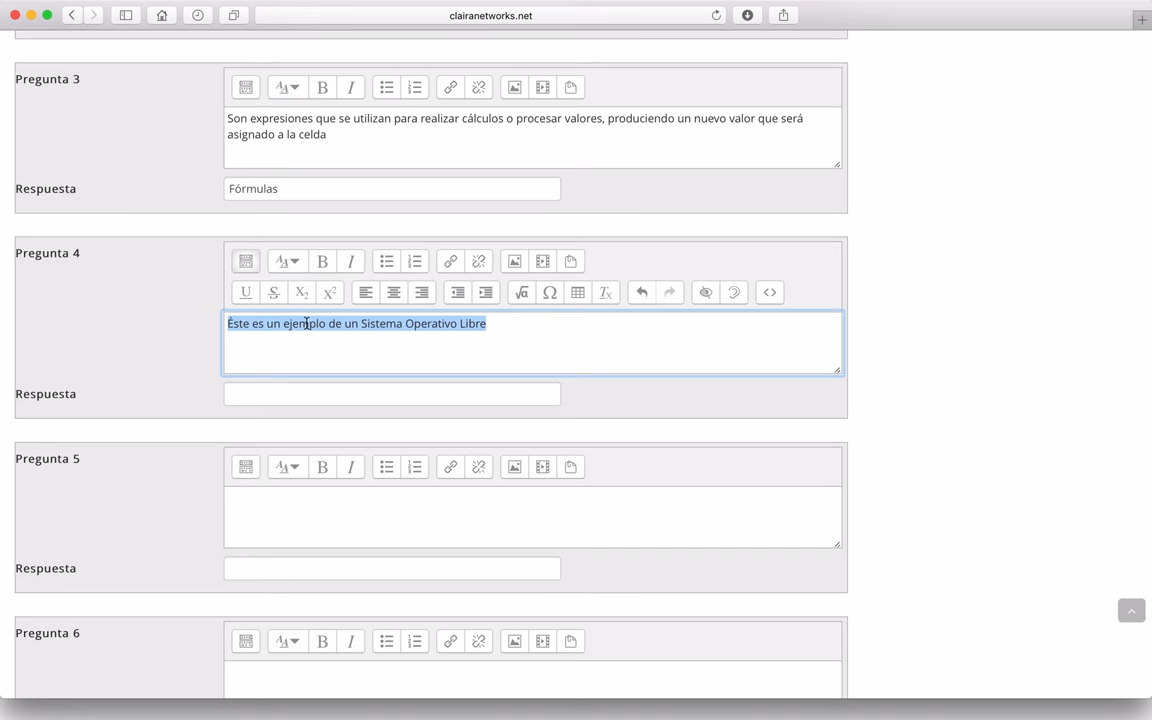 clairanetworks.net
Pregunta 3
Son expresiones que se utilizan para realizar cálculos o procesar valores, produciendo un nuevo valor que será
asignado a la celda
Respuesta
Fórmulas
Pregunta 4
Éste es un ejemplo de un Sistema Operativo Libre
Respuesta
Pregunta 5
Respuesta
Pregunta 6